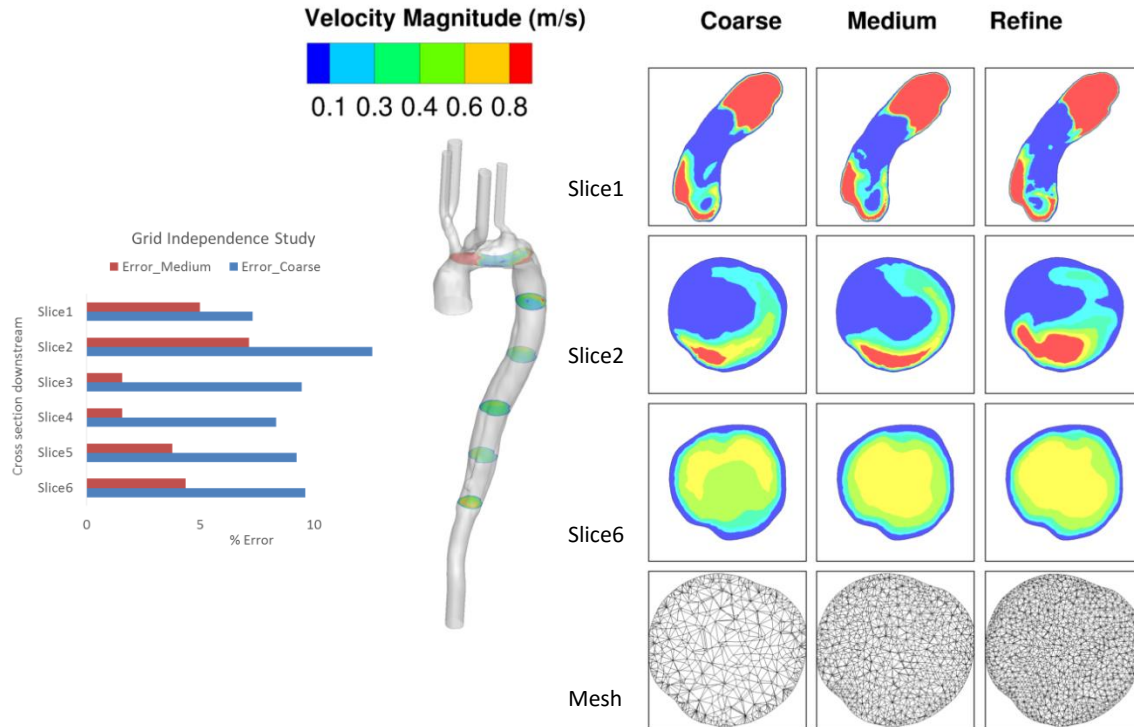 Velocity Magnitude (m/s)
0.1 0.3 0.4 0.6 0.8
Coarse Medium Refine
Slice1
Slice2
Slice6
Mesh
Grid Independence Study
Error_Medium Error_Coarse
Cross section downstream
Slice1
Slice2
Slice3
Slice4
Slice5
Slice6
0 5 10
% Error